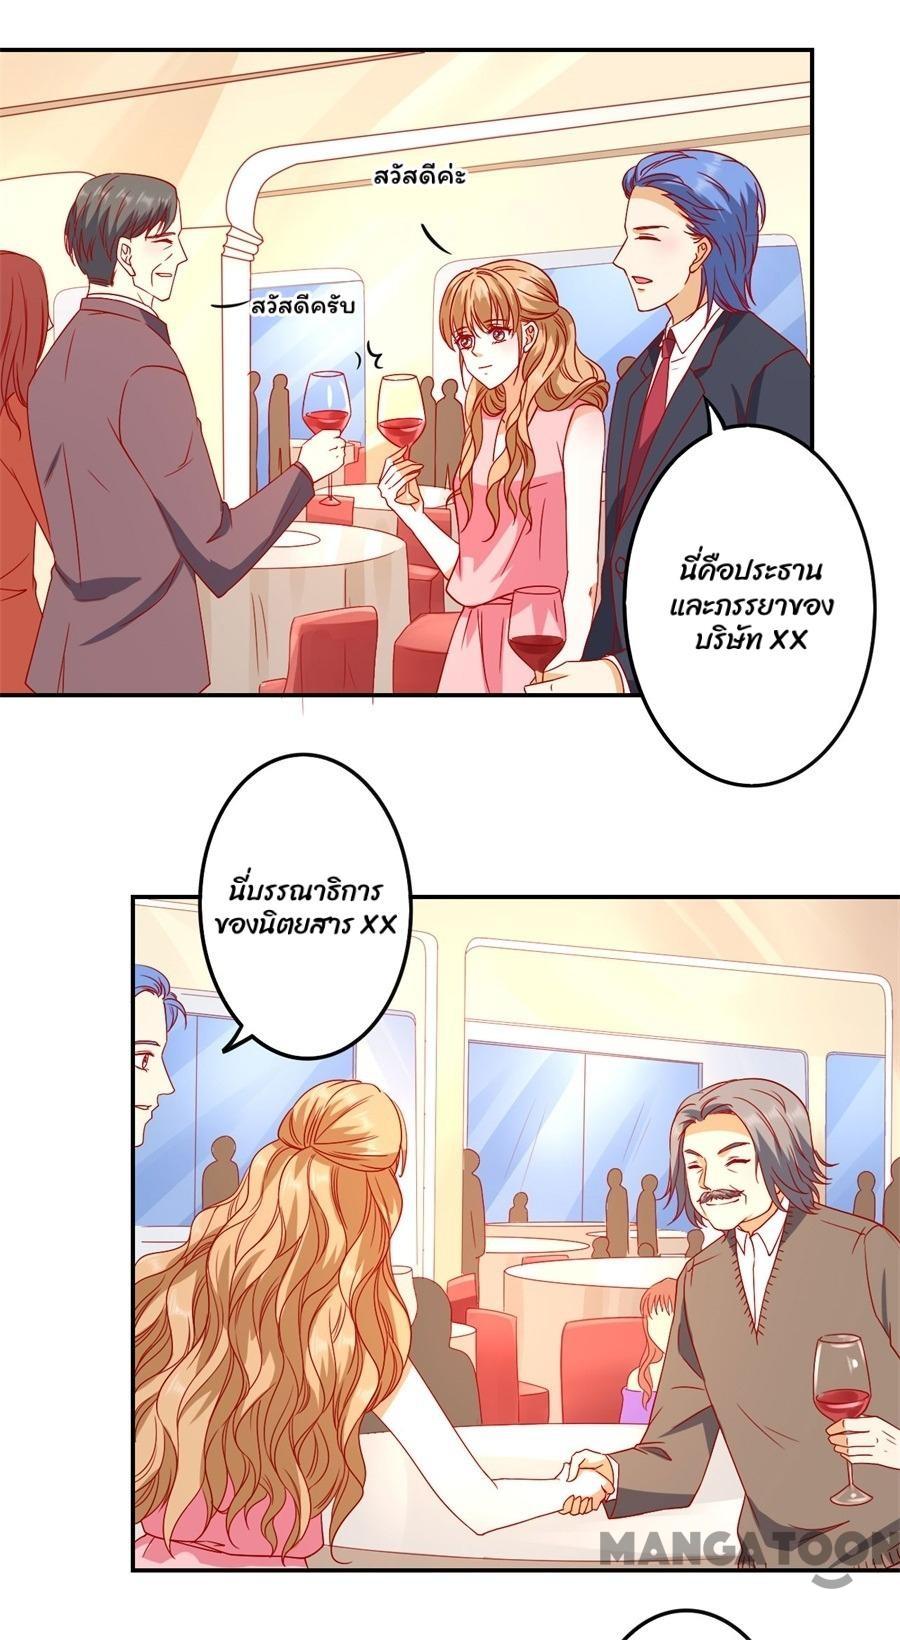 สวัสดีค่ะ
สวัสดีครับ
นี่คือประธาน
และภรรยาของ
บริษัท XX
นี่บรรณาธิการ
ของนิตยสาร XX
MANGATOON